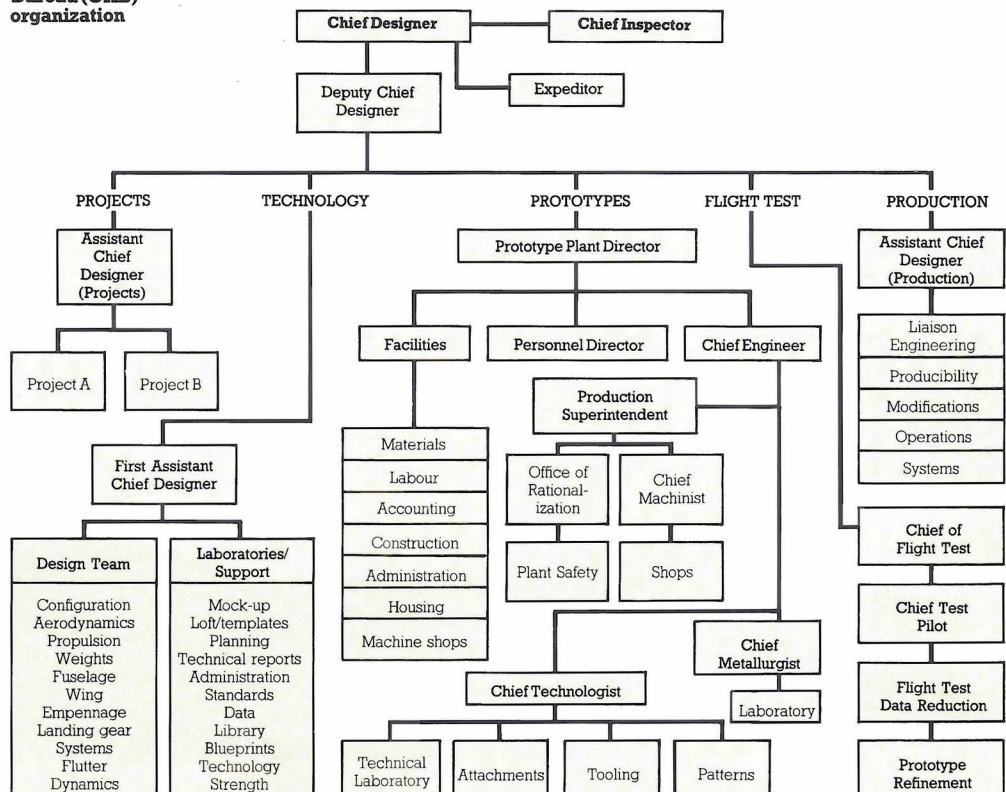 organization
Chief Designer
Chief Inspector
Deputy Chief
Designer
Expeditor
PROJECTS
TECHNOLOGY
PROTOTYPES
FLIGHT TEST
PRODUCTION
Assistant
Chief
Designer
(Projects)
Project A
Project B
First Assistant
Chief Designer
Design Team
Configuration
Aerodynamics
Propulsion
Weights
Fuselage
Wing
Empennage
Landing gear
Systems
Flutter
Dynamics
Laboratories/
Support
Mock-up
Loft/templates
Planning
Technical reports
Administration
Standards
Data
Library
Blueprints
Technology
Strength
Prototype Plant Director
Facilities
Personnel Director
Chief Engineer
Materials
Labour
Accounting
Construction
Administration
Housing
Machine shops
Production
Superintendent
Office of
Rational-
ization
Chief
Machinist
Plant Safety
Shops
Chief Technologist
Chief
Metallurgist
Laboratory
Technical
Laboratory
Attachments
Tooling
Patterns
Assistant Chief
Designer
(Production)
Liaison
Engineering
Producibility
Modifications
Operations
Systems
Chief of
Flight Test
Chief Test
Pilot
Flight Test
Data Reduction
Prototype
Refinement